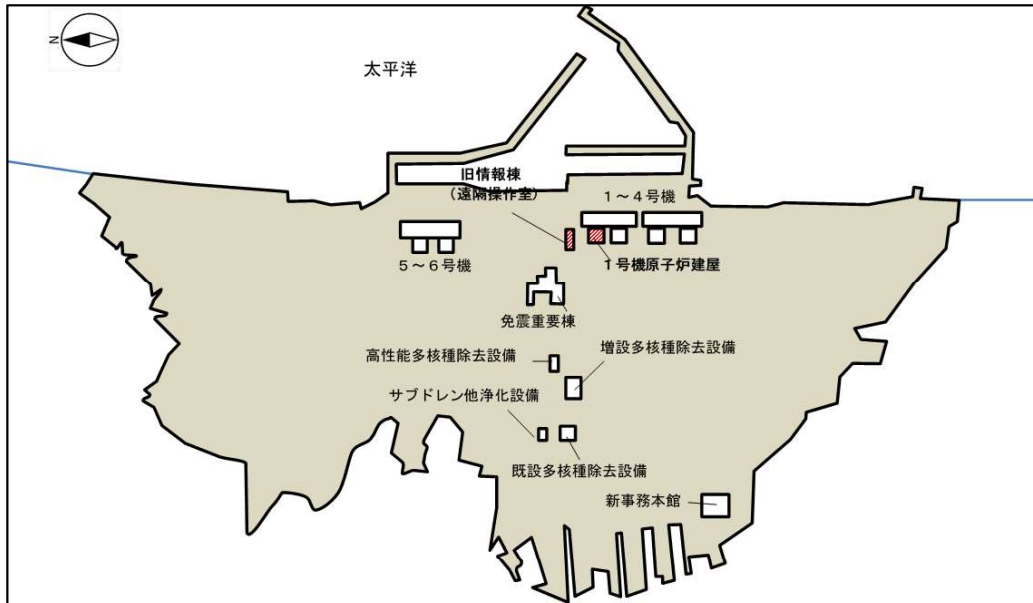 N
太平洋
旧情報棟
（遠隔操作室）
１～４号機
５～６号機
１号機原子炉建屋
免震重要棟
高性能多核種除去設備
増設多核種除去設備
サブドレン他浄化設備
既設多核種除去設備
新事務本館